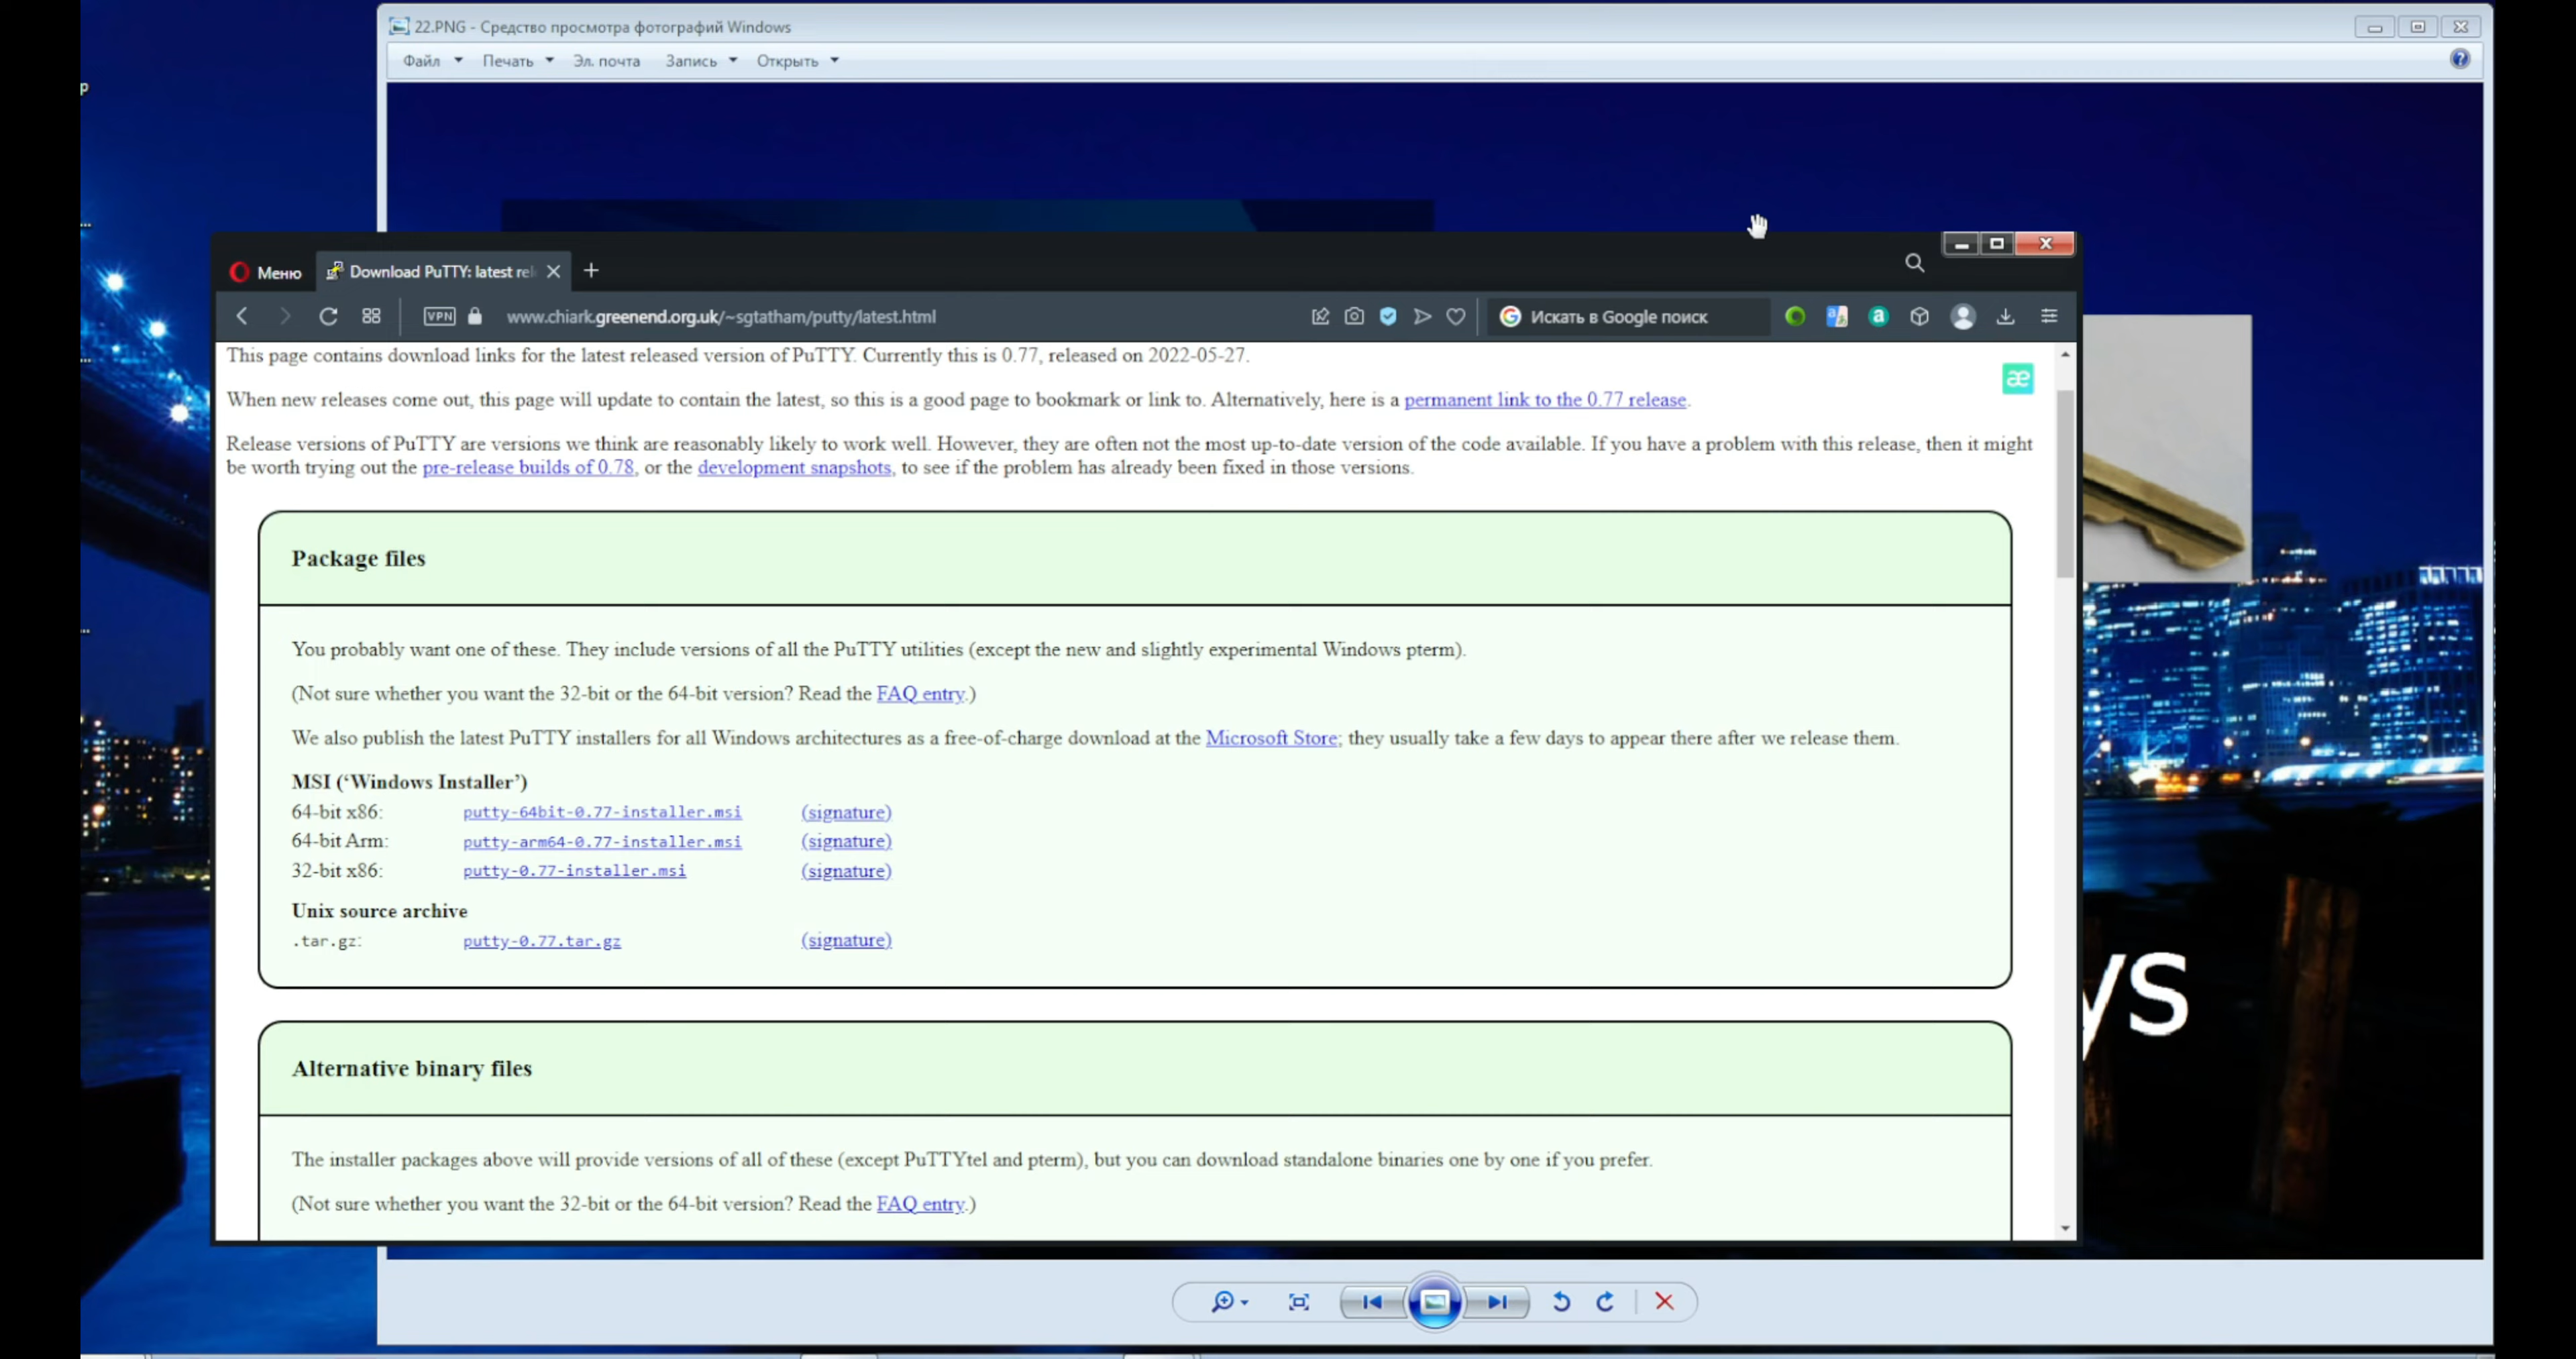 22.PNG - Средство просмотра фотографий Windows
Файл Печать Эл. почта Запись Открыть
р
...
Меню Download PuTTY: latest rel
VPN www.chiark.greenend.org.uk/~sgtatham/putty/latest.html Искать в Google поиск
This page contains download links for the latest released version of PuTTY. Currently this is 0.77, released on 2022-05-27.
æ
When new releases come out, this page will update to contain the latest, so this is a good page to bookmark or link to. Alternatively, here is a permanent link to the 0.77 release.
Release versions of PuTTY are versions we think are reasonably likely to work well. However, they are often not the most up-to-date version of the code available. If you have a problem with this release, then it might
be worth trying out the pre-release builds of 0.78, or the development snapshots, to see if the problem has already been fixed in those versions.
Package files
You probably want one of these. They include versions of all the PuTTY utilities (except the new and slightly experimental Windows pterm).
...
(Not sure whether you want the 32-bit or the 64-bit version? Read the FAQ entry.)
We also publish the latest PuTTY installers for all Windows architectures as a free-of-charge download at the Microsoft Store; they usually take a few days to appear there after we release them.
MSI (‘Windows Installer’)
64-bit x86: putty-64bit-0.77-installer.msi (signature)
64-bit Arm: putty-arm64-0.77-installer.msi (signature)
32-bit x86: putty-0.77-installer.msi (signature)
Unix source archive
.tar.gz: putty-0.77.tar.gz (signature)
ys
Alternative binary files
The installer packages above will provide versions of all of these (except PuTTYtel and pterm), but you can download standalone binaries one by one if you prefer.
(Not sure whether you want the 32-bit or the 64-bit version? Read the FAQ entry.)